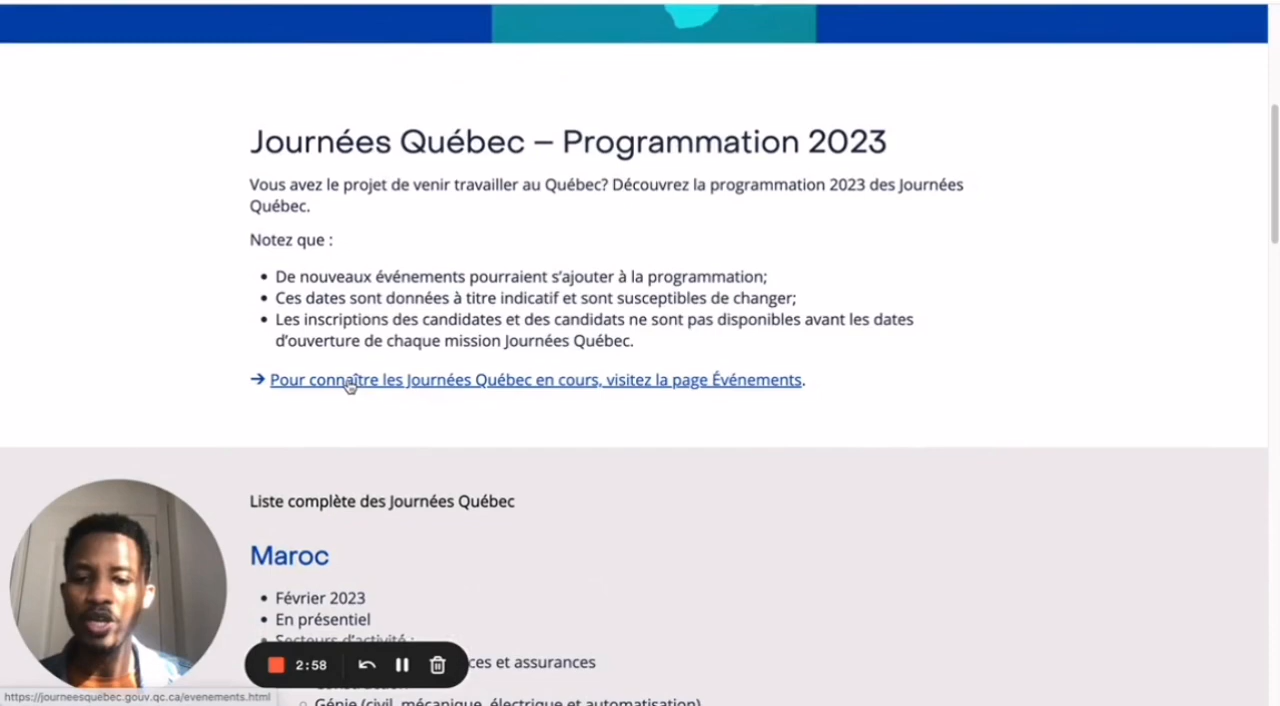 Journées Québec – Programmation 2023
Vous avez le projet de venir travailler au Québec? Découvrez la programmation 2023 des Journées
Québec.
Notez que :
• De nouveaux événements pourraient s’ajouter à la programmation;
• Ces dates sont données à titre indicatif et sont susceptibles de changer;
• Les inscriptions des candidates et des candidats ne sont pas disponibles avant les dates
d’ouverture de chaque mission Journées Québec.
→ Pour connaître les Journées Québec en cours, visitez la page Événements.
Liste complète des Journées Québec
Maroc
• Février 2023
• En présentiel
• Secteurs d’activité :
2:58
et assurances
Construction
Génie (civil, mécanique, électrique et automatisation)
https://journeesquebec.gouv.qc.ca/evenements.html